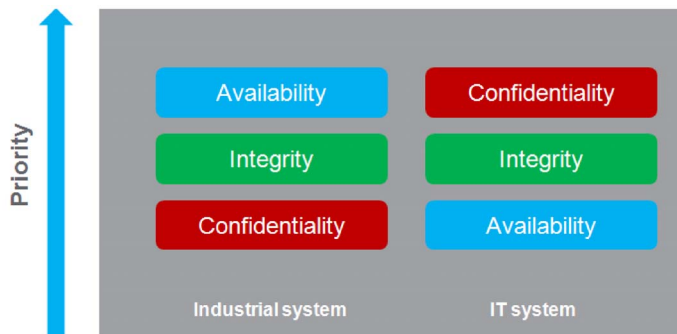 Priority
Availability
Confidentiality
Integrity
Integrity
Confidentiality
Availability
Industrial system
IT system